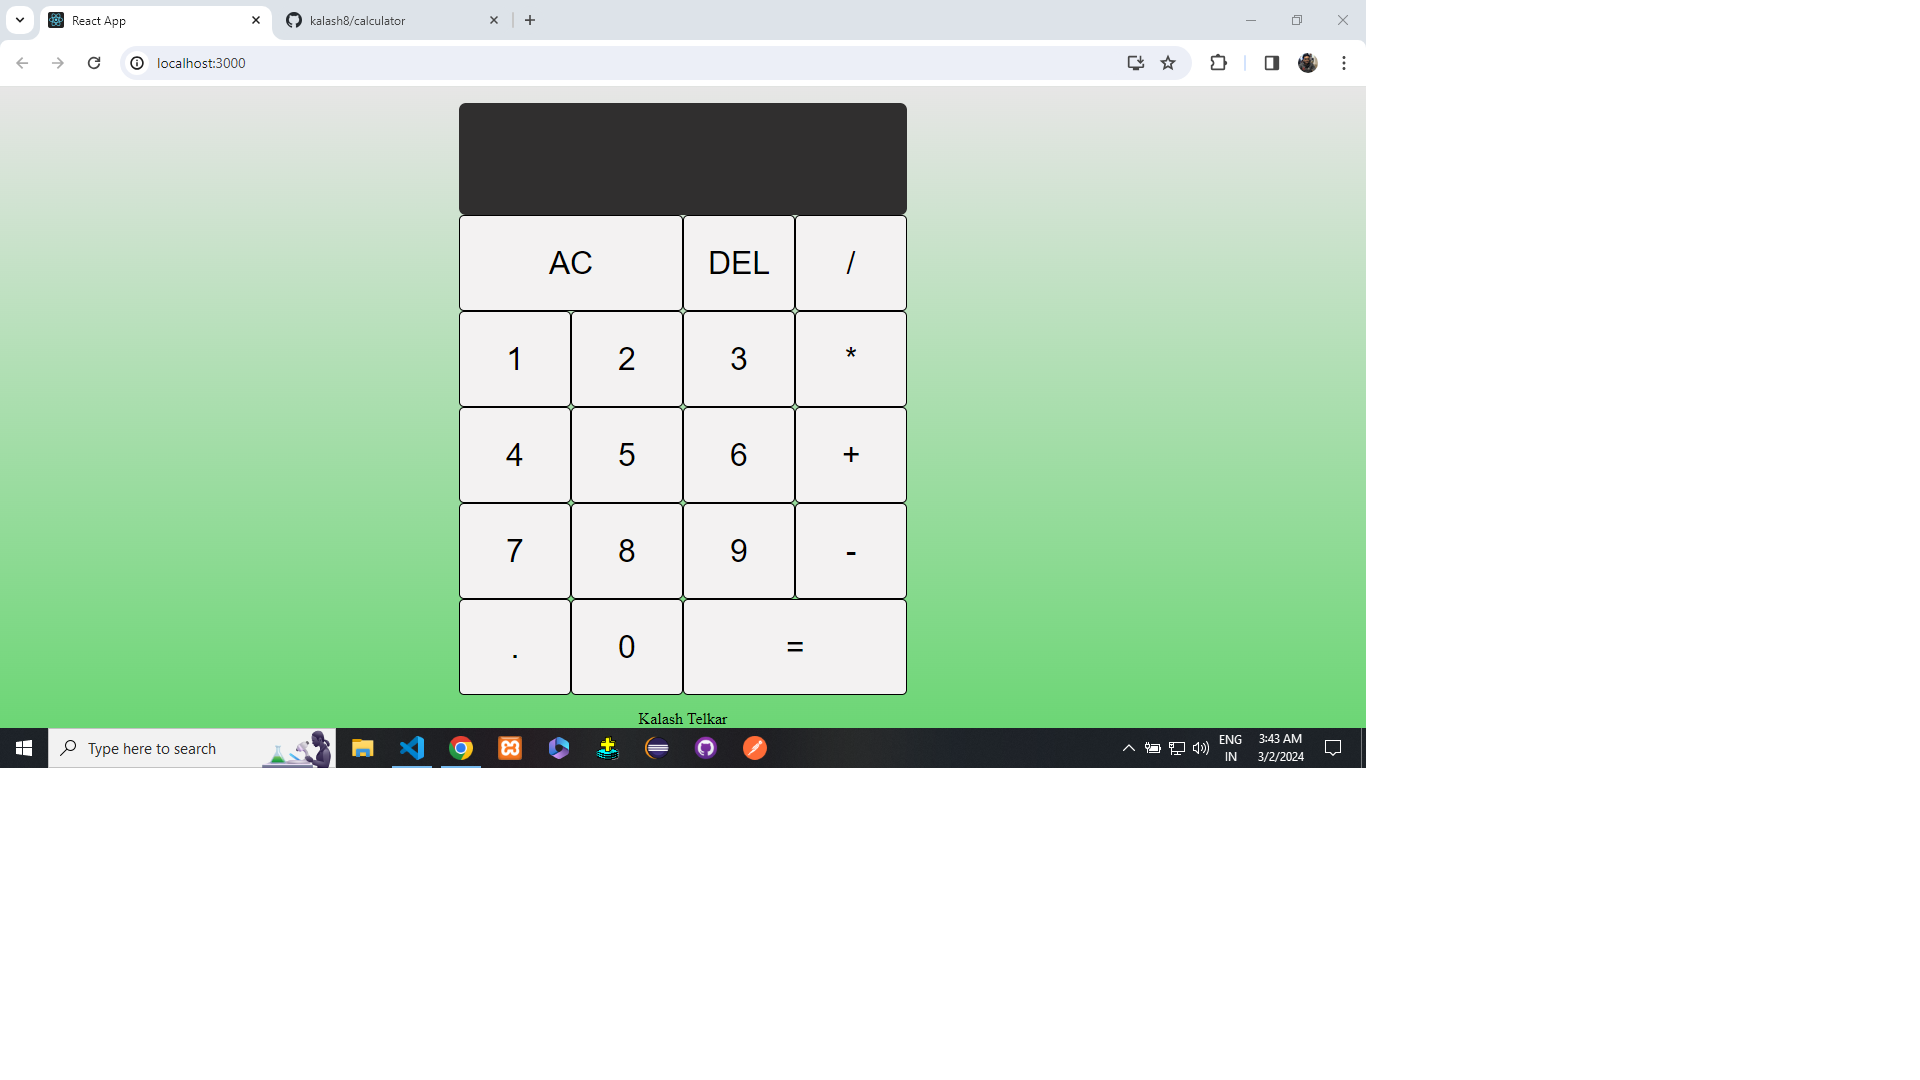 React App
kalash8/calculator
localhost:3000
AC DEL /
1 2 3 *
4 5 6 +
7 8 9 -
. 0 =
Kalash Telkar
Type here to search
ENG
IN
3:43 AM
3/2/2024